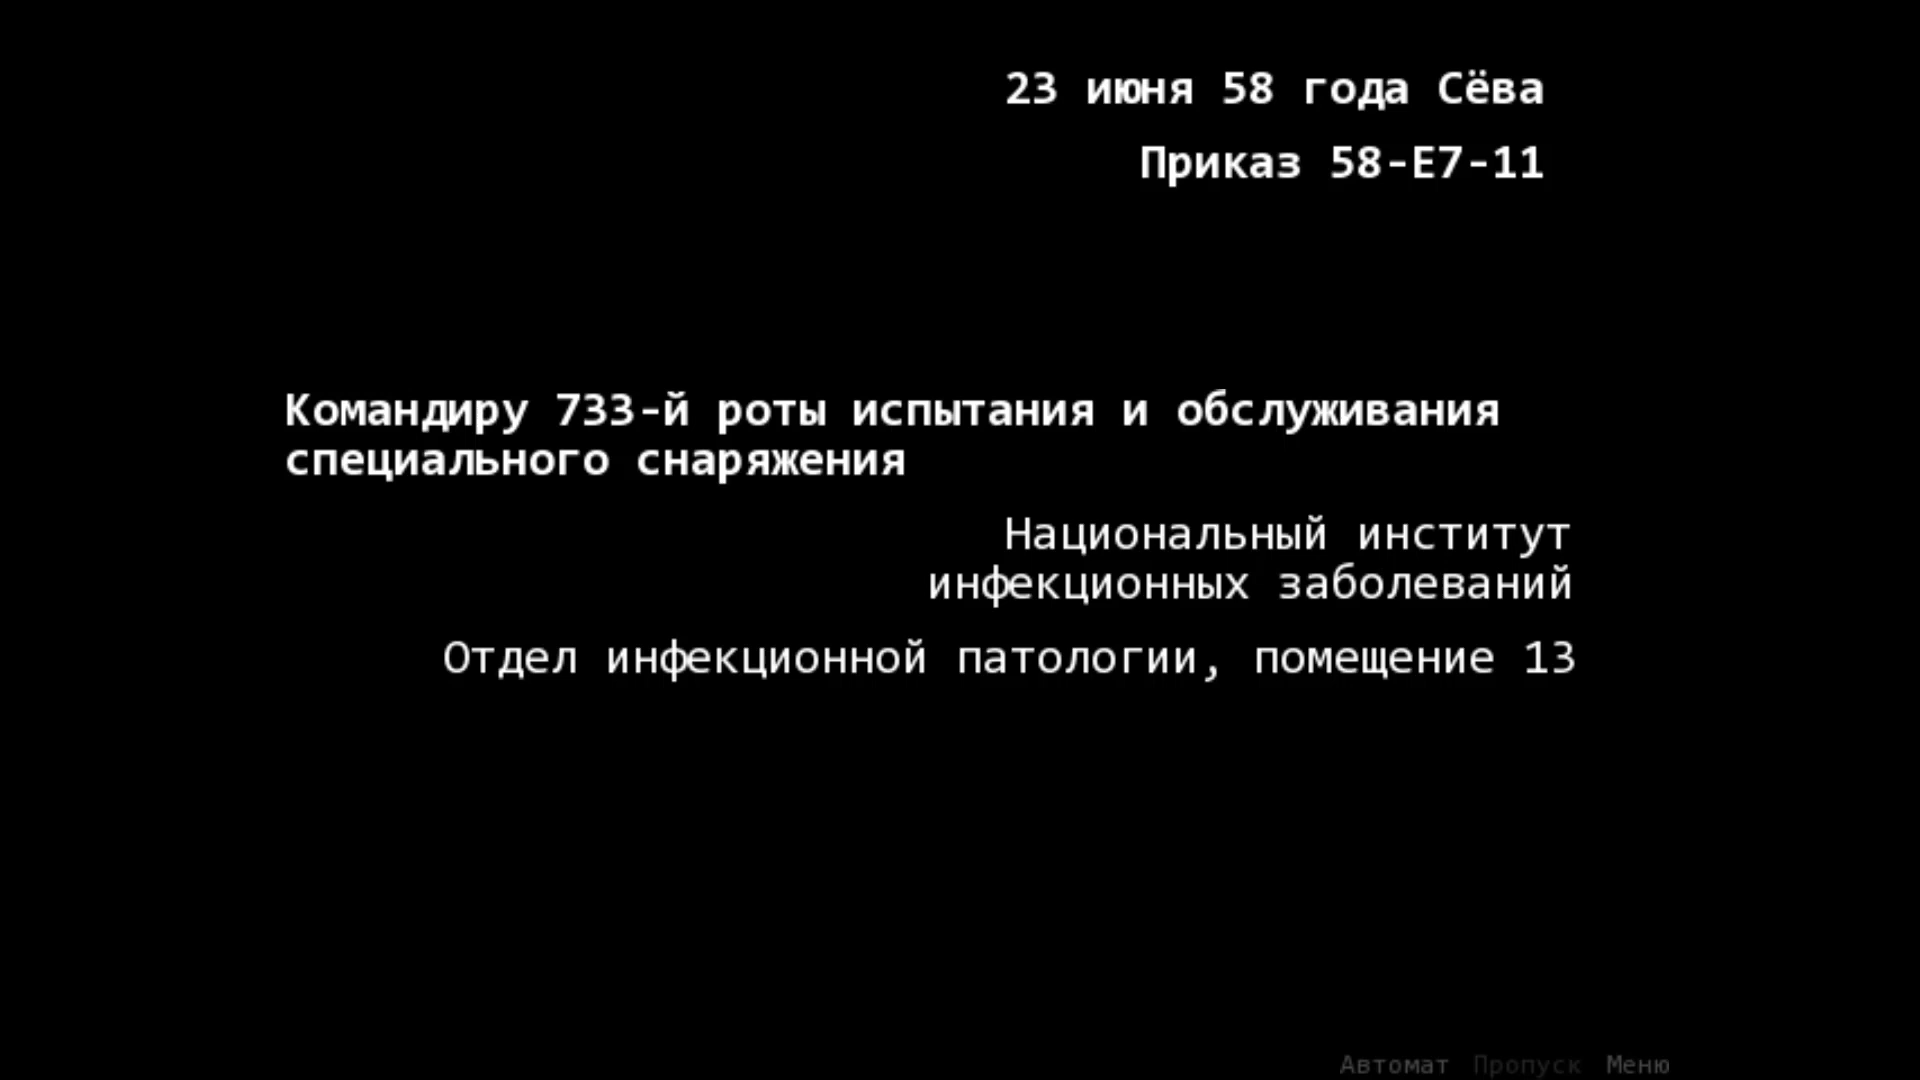 23 июня 58 года Сёва
Приказ 58-Е7-11
Командиру 733-й роты испытания и обслуживания
специального снаряжения
Национальный институт
инфекционных заболеваний
Отдел инфекционной патологии, помещение 13
Автомат Пропуск Меню